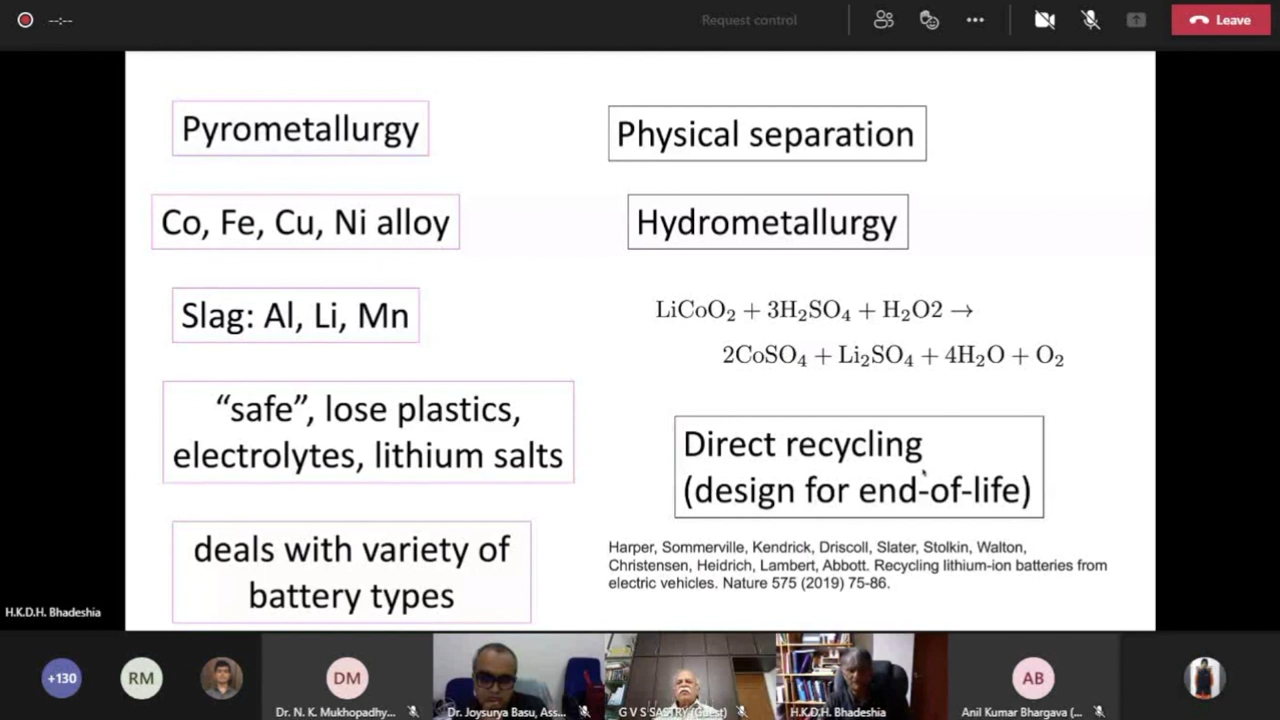 --:--
Request control
Leave
Pyrometallurgy
Co, Fe, Cu, Ni alloy
Slag: Al, Li, Mn
“safe”, lose plastics,
electrolytes, lithium salts
deals with variety of
battery types
Physical separation
Hydrometallurgy
LiCoO₂ + 3H₂SO₄ + H₂O2 →
2CoSO₄ + Li₂SO₄ + 4H₂O + O₂
Direct recycling
(design for end-of-life)
Harper, Sommerville, Kendrick, Driscoll, Slater, Stolkin, Walton,
Christensen, Heidrich, Lambert, Abbott. Recycling lithium-ion batteries from
electric vehicles. Nature 575 (2019) 75-86.
H.K.D.H. Bhadeshia
+130
RM
DM
Dr. N. K. Mukhopadhy...
Dr. Joysurya Basu, Ass...
G V S SASTRY (Guest)
H.K.D.H. Bhadeshia
AB
Anil Kumar Bhargava (...